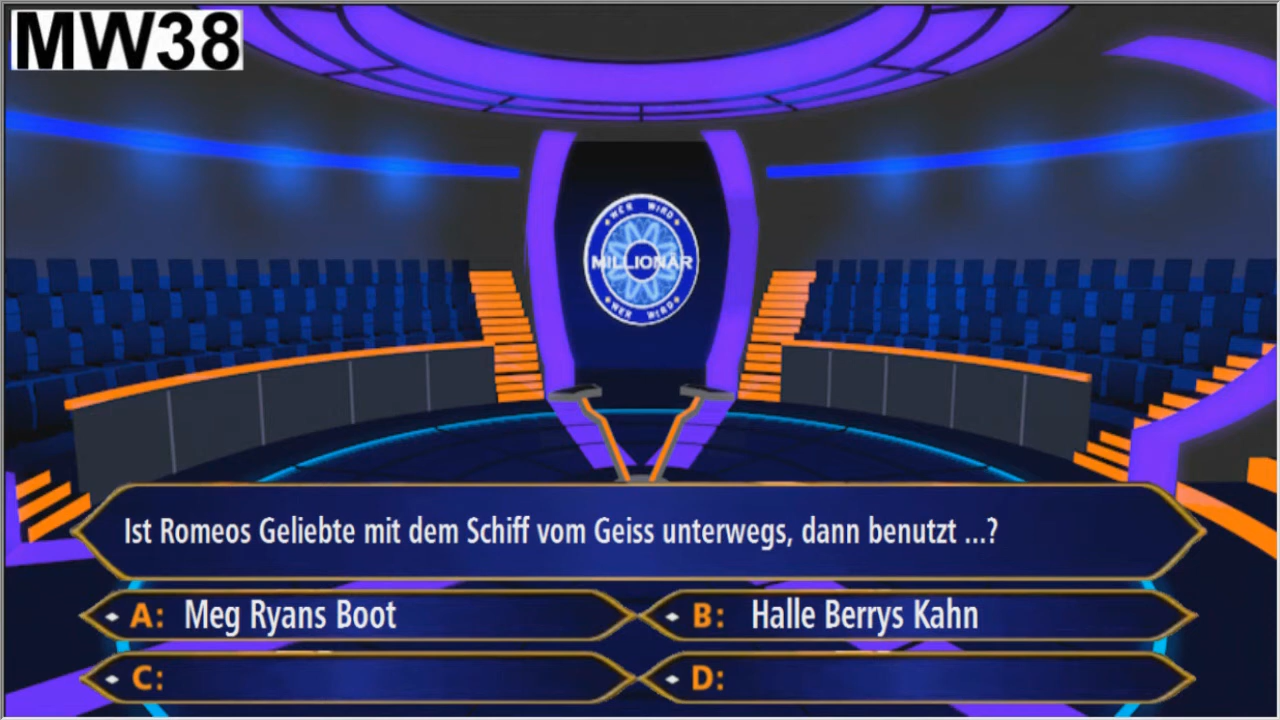 MW38
WER WIRD
MILLIONÄR
WER WIRD
Ist Romeos Geliebte mit dem Schiff vom Geiss unterwegs, dann benutzt ...?
A: Meg Ryans Boot
B: Halle Berrys Kahn
C:
D: